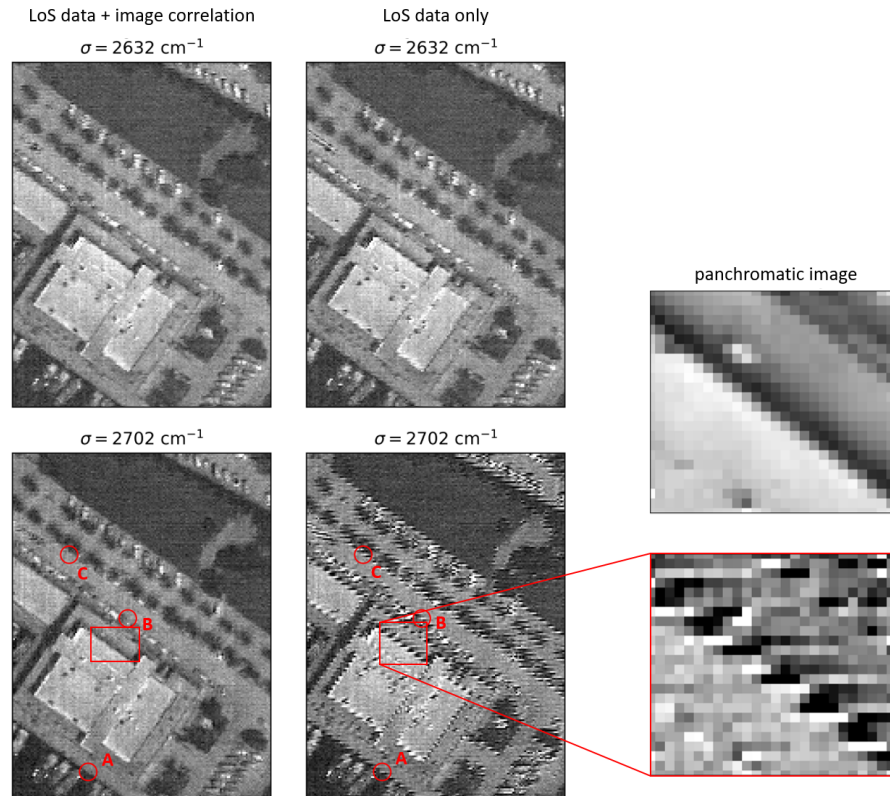 LoS data + image correlation
LoS data only
σ = 2632 cm⁻¹
σ = 2632 cm⁻¹
panchromatic image
σ = 2702 cm⁻¹
σ = 2702 cm⁻¹
C
C
B
B
A
A